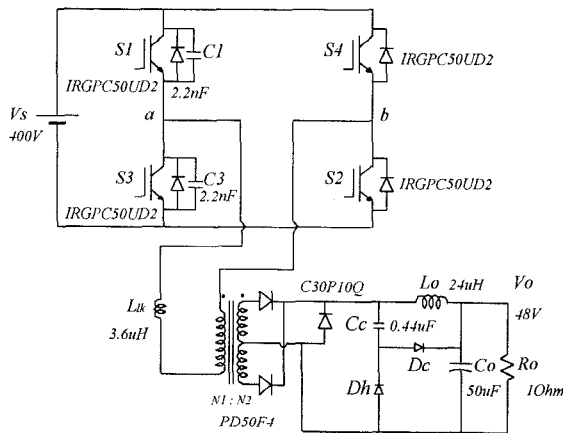 S1
C1
S4
IRGPC50UD2
2.2nF
IRGPC50UD2
Vs
400V
a
b
S3
C3
2.2nF
S2
IRGPC50UD2
IRGPC50UD2
Llk
3.6uH
C30P10Q
Lo
24uH
Vo
48V
Cc
0.44uF
Dc
Dh
Co
50uF
Ro
1Ohm
N1 : N2
PD50F4